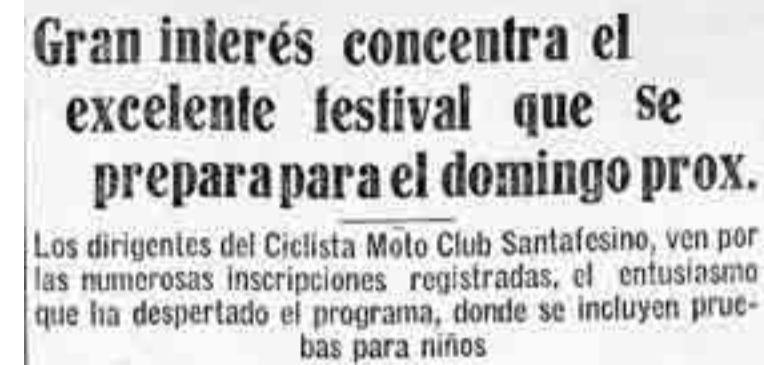 Gran interés concentra el
excelente festival que se
prepara para el domingo prox.
Los dirigentes del Ciclista Moto Club Santafesino, ven por
las numerosas inscripciones registradas, el entusiasmo
que ha despertado el programa, donde se incluyen prue-
bas para niños